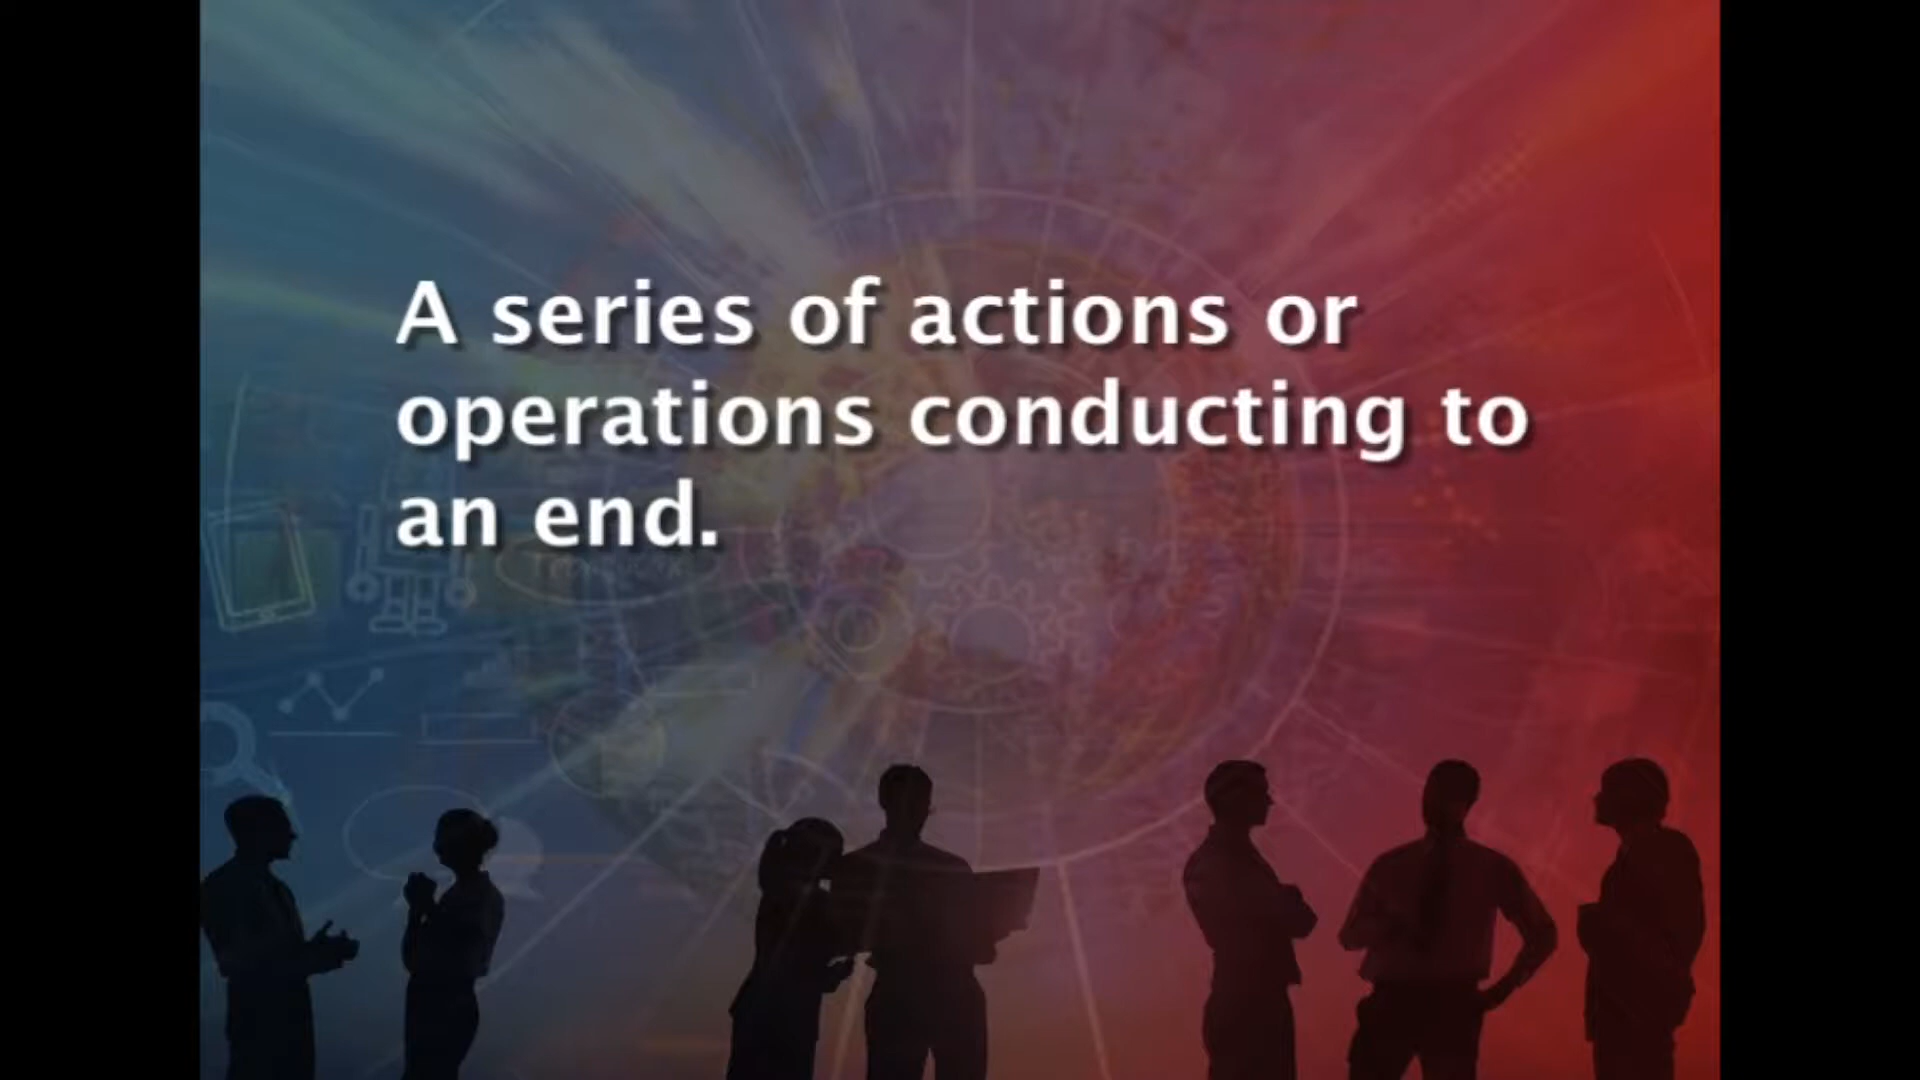 A series of actions or
operations conducting to
an end.